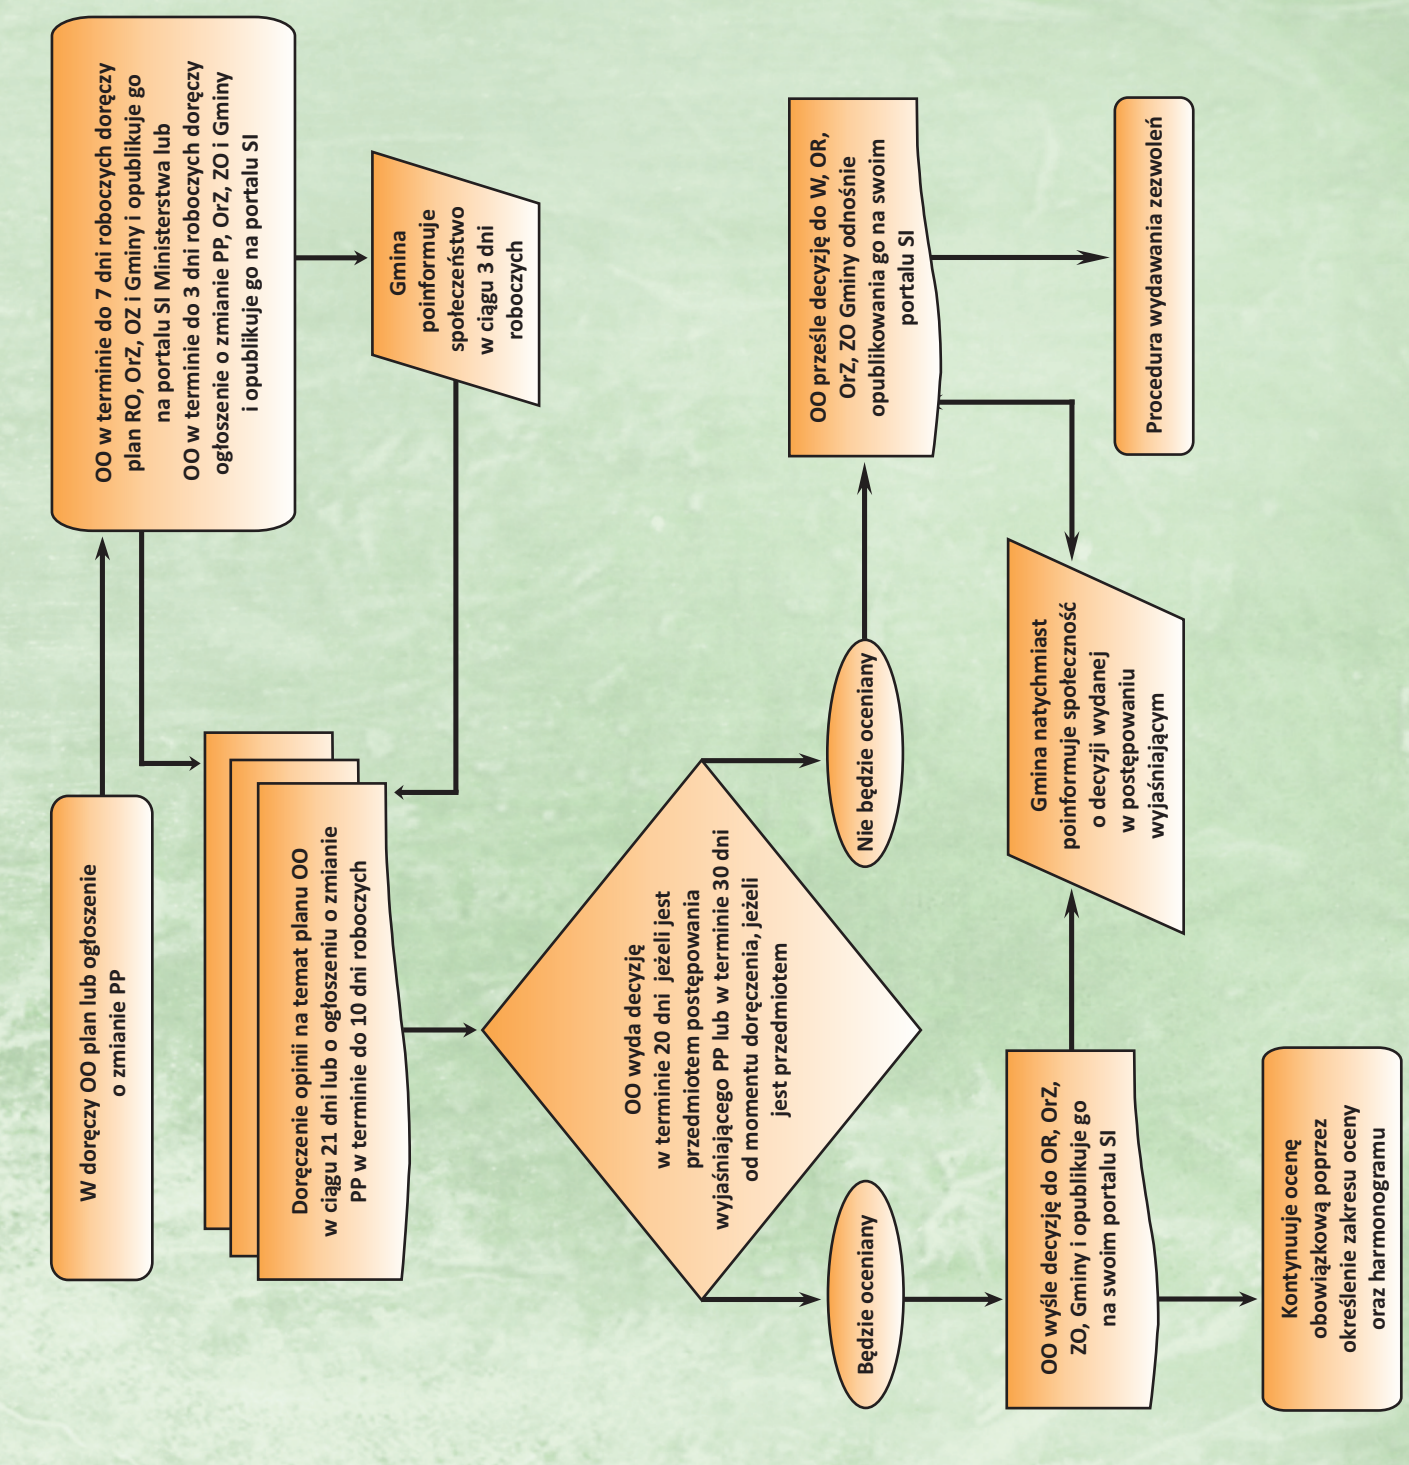 W doręczy OO plan lub ogłoszenie
o zmianie PP
OO w terminie do 7 dni roboczych doręczy
plan RO, OrZ, OZ i Gminy i opublikuje go
na portalu SI Ministerstwa lub
OO w terminie do 3 dni roboczych doręczy
ogłoszenie o zmianie PP, OrZ, ZO i Gminy
i opublikuje go na portalu SI
Gmina
poinformuje
społeczeństwo
w ciągu 3 dni
roboczych
Doręczenie opinii na temat planu OO
w ciągu 21 dni lub o ogłoszeniu o zmianie
PP w terminie do 10 dni roboczych
OO wyda decyzję
w terminie 20 dni jeżeli jest
przedmiotem postępowania
wyjaśniającego PP lub w terminie 30 dni
od momentu doręczenia, jeżeli
jest przedmiotem
Będzie oceniany
Nie będzie oceniany
OO prześle decyzję do W, OR,
OrZ, ZO Gminy odnośnie
opublikowania go na swoim
portalu SI
Procedura wydawania zezwoleń
OO wyśle decyzję do OR, OrZ,
ZO, Gminy i opublikuje go
na swoim portalu SI
Gmina natychmiast
poinformuje społeczność
o decyzji wydanej
w postępowaniu
wyjaśniającym
Kontynuuje ocenę
obowiązkową poprzez
określenie zakresu oceny
oraz harmonogramu